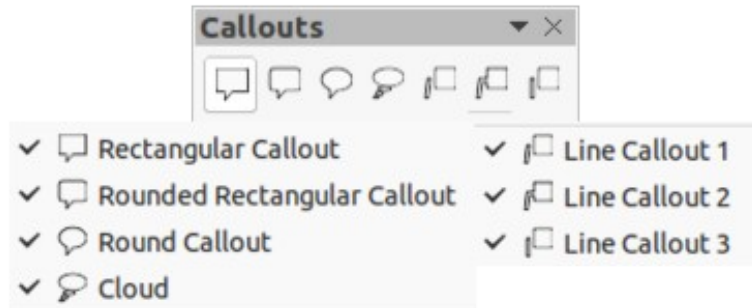 Callouts
Rectangular Callout
Rounded Rectangular Callout
Round Callout
Cloud
Line Callout 1
Line Callout 2
Line Callout 3